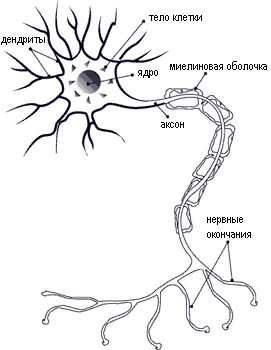 тело клетки
дендриты
миелиновая оболочка
ядро
аксон
нервные
окончания